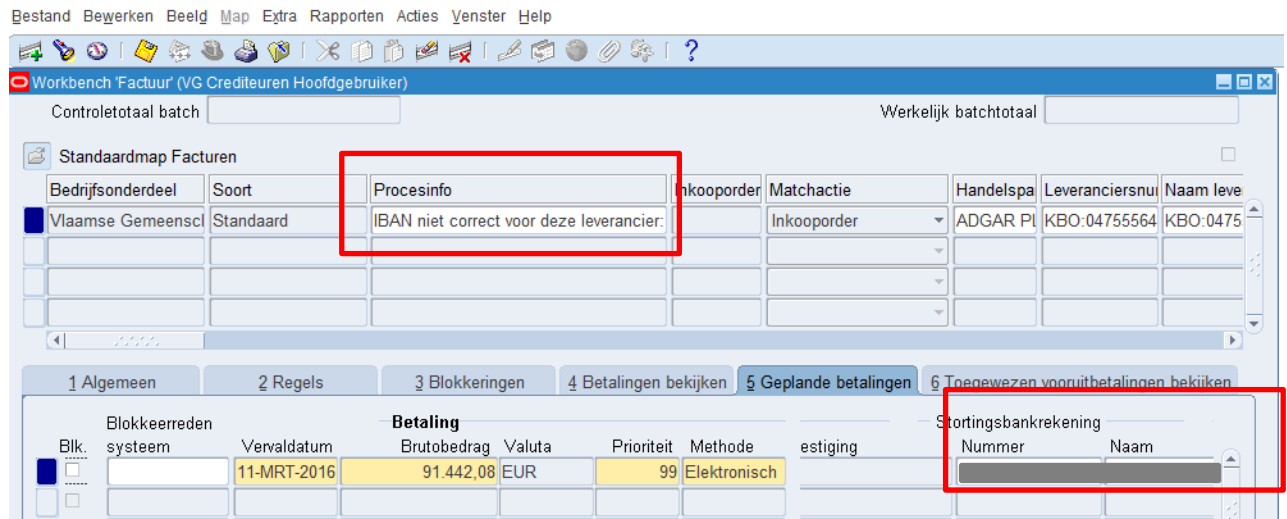 Bestand Bewerken Beeld Map Extra Rapporten Acties Venster Help
?
Workbench 'Factuur' (VG Crediteuren Hoofdgebruiker)
Controletotaal batch Werkelijk batchtotaal
Standaardmap Facturen
Bedrijfsonderdeel Soort Procesinfo Inkooporder Matchactie Handelspa Leveranciersnu Naam leve
Vlaamse Gemeensc Standaard IBAN niet correct voor deze leverancier: Inkooporder ADGAR Pl KBO:04755564 KBO:0475
1 Algemeen 2 Regels 3 Blokkeringen 4 Betalingen bekijken 5 Geplande betalingen 6 Toegewezen vooruitbetalingen bekijken
Blokkeerreden Betaling Stortingsbankrekening
Blk. systeem Vervaldatum Brutobedrag Valuta Prioriteit Methode estiging Nummer Naam
11-MRT-2016 91.442,08 EUR 99 Elektronisch